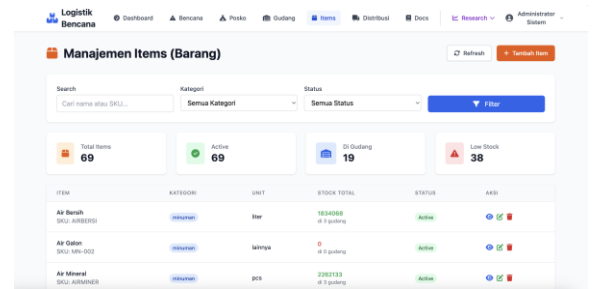 Logistik Bencana
Dashboard Bencana Posko Gudang Items Distribusi Docs Research Administrator Sistem
Manajemen Items (Barang)
Refresh + Tambah Item
Search Kategori Status
Cari nama atau SKU... Semua Kategori Semua Status Filter
Total Items Active Di Gudang Low Stock
69 69 19 38
ITEM KATEGORI UNIT STOCK TOTAL STATUS AKSI
Air Bersih minuman liter 1834068 Active
SKU: AIRBERSI di 3 gudang
Air Galon minuman lainnya 0 Active
SKU: MN-002 di 0 gudang
Air Mineral minuman pcs 2262133 Active
SKU: AIRMINER di 3 gudang